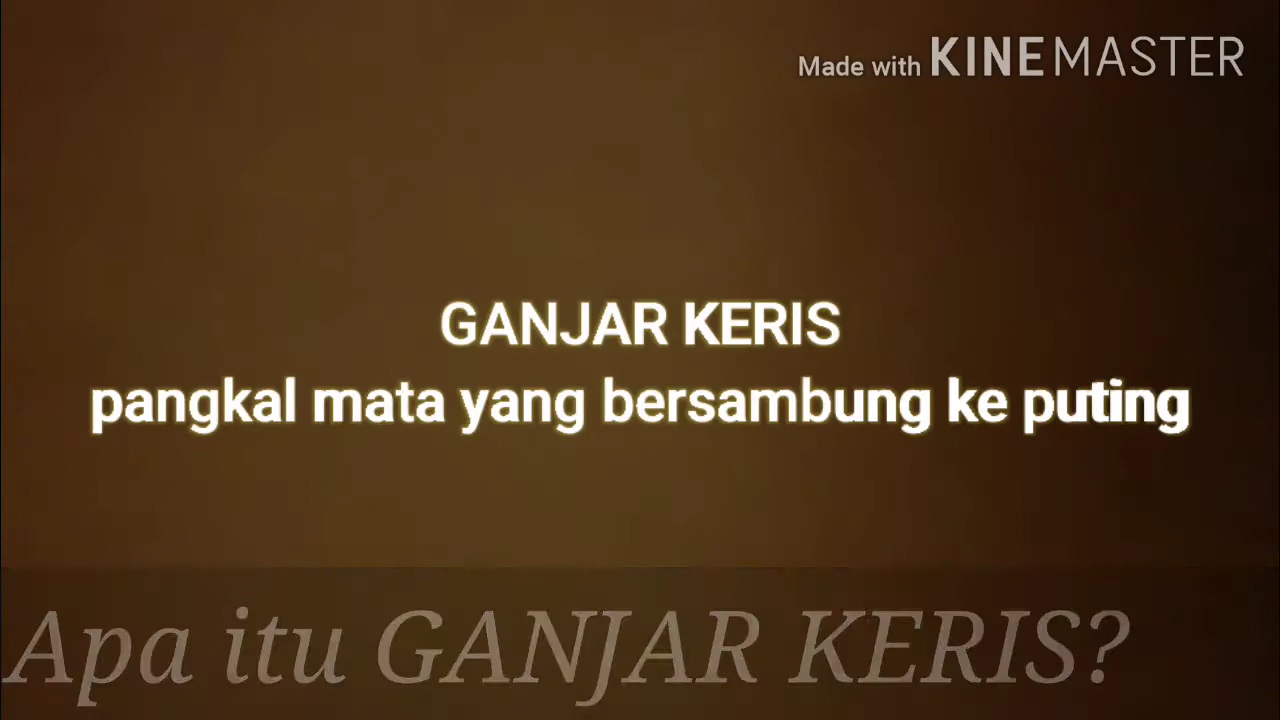 Made with KINEMASTER
GANJAR KERIS
pangkal mata yang bersambung ke puting
Apa itu GANJAR KERIS?